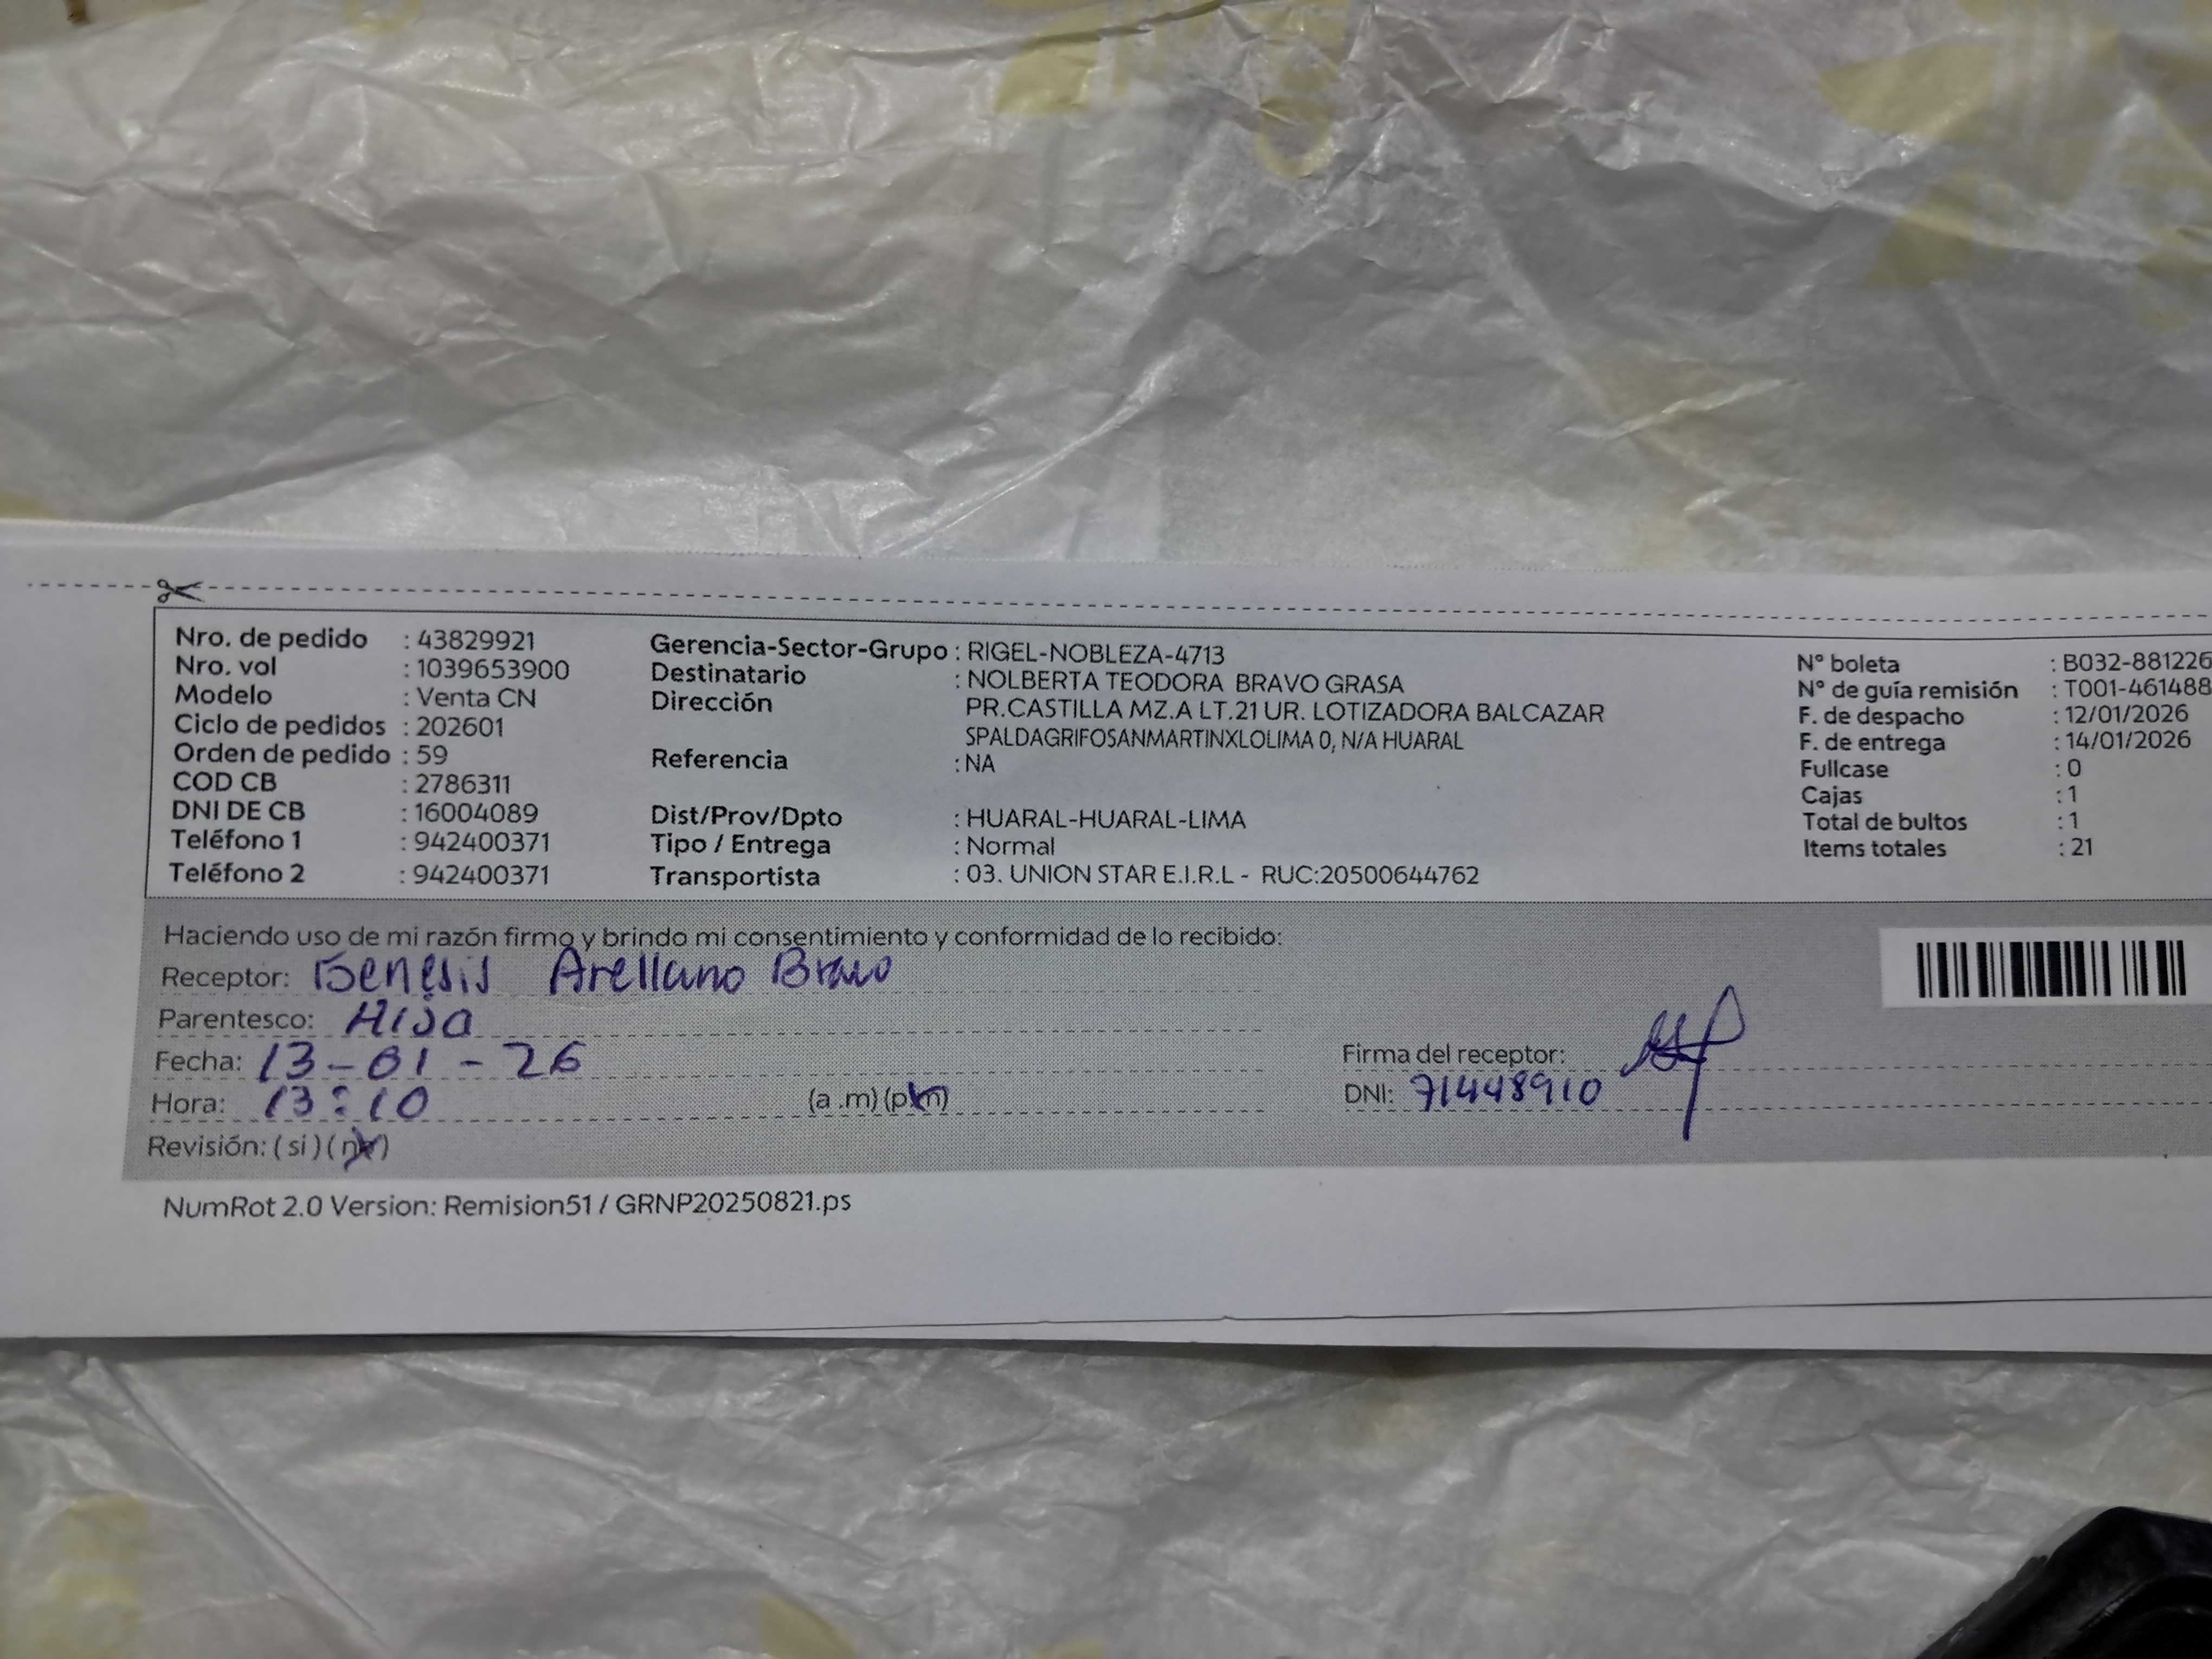 Nro. de pedido : 43829921
Nro. vol : 1039653900
Modelo : Venta CN
Ciclo de pedidos : 202601
Orden de pedido : 59
COD CB : 2786311
DNI DE CB : 16004089
Teléfono 1 : 942400371
Teléfono 2 : 942400371
Gerencia-Sector-Grupo : RIGEL-NOBLEZA-4713
Destinatario : NOLBERTA TEODORA BRAVO GRASA
Dirección PR.CASTILLA MZ.A LT.21 UR. LOTIZADORA BALCAZAR
SPALDAGRIFOSANMARTINXLOLIMA 0, N/A HUARAL
Referencia : NA
Dist/Prov/Dpto : HUARAL-HUARAL-LIMA
Tipo / Entrega : Normal
Transportista : 03. UNION STAR E.I.R.L - RUC:20500644762
N° boleta : B032-881226
N° de guía remisión : T001-461488
F. de despacho : 12/01/2026
F. de entrega : 14/01/2026
Fullcase : 0
Cajas : 1
Total de bultos : 1
Items totales : 21
Haciendo uso de mi razón firmo y brindo mi consentimiento y conformidad de lo recibido:
Receptor: Genesis Arellano Bravo
Parentesco: Hija
Fecha: 13-01-26
Hora: 13:10 (a .m) (pm)
Revisión: ( si ) ( no )
Firma del receptor:
DNI: 71448910
NumRot 2.0 Version: Remision51 / GRNP20250821.ps